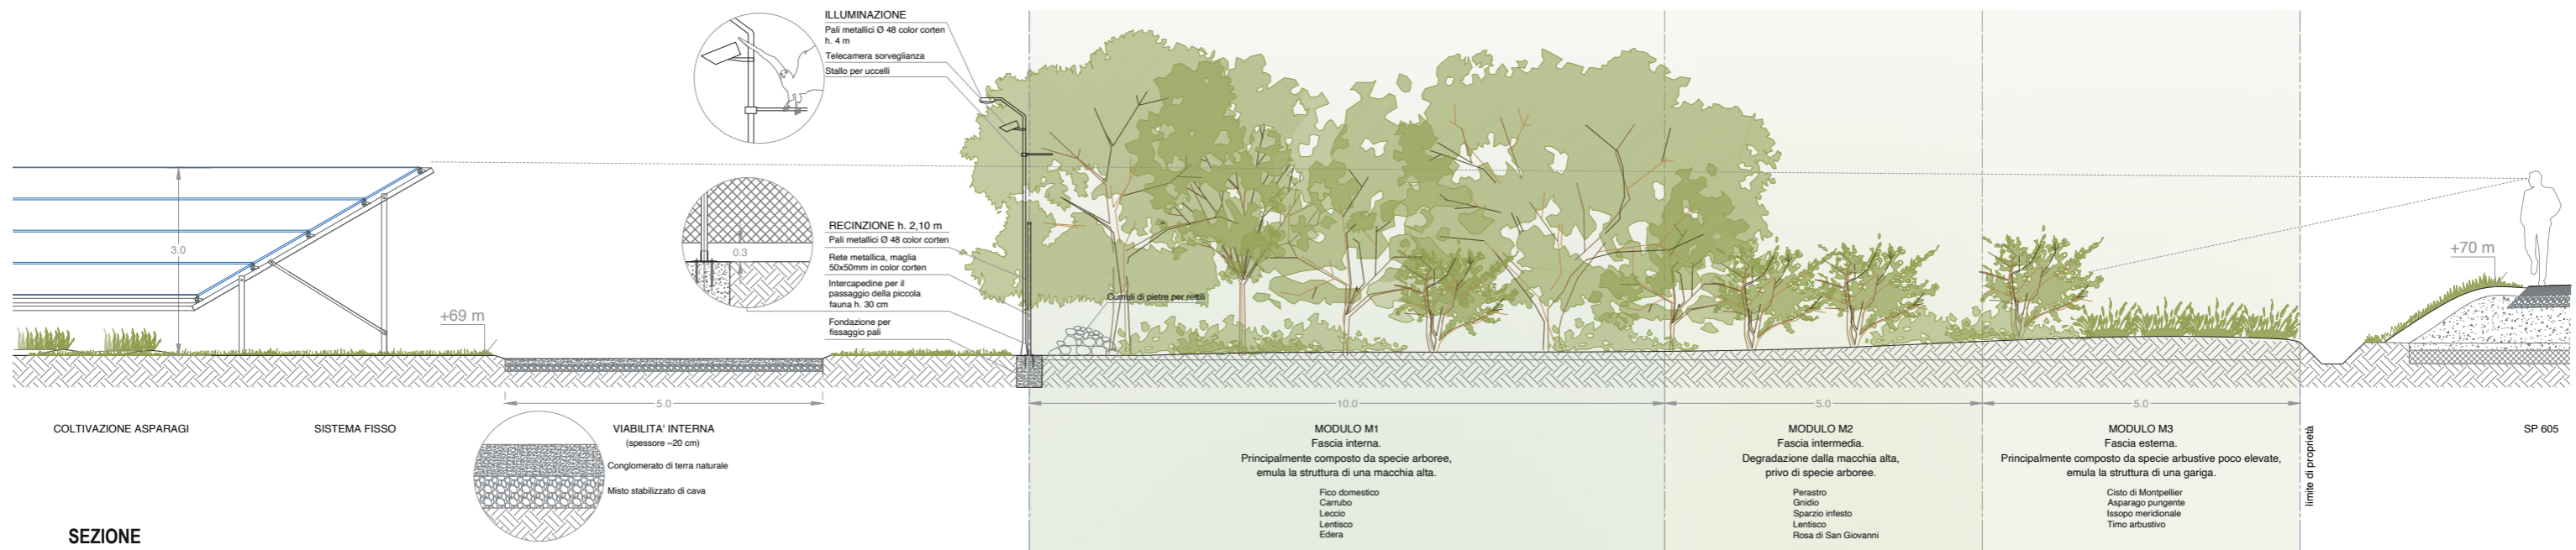 ILLUMINAZIONE
Pali metallici Ø 48 color corten
h. 4 m
Telecamera sorveglianza
Stallo per uccelli
RECINZIONE h. 2,10 m
Pali metallici Ø 48 color corten
Rete metallica, maglia
50x50mm in color corten
Intercapedine per il
passaggio della piccola
fauna h. 30 cm
Fondazione per
fissaggio pali
0.3
3.0
+69 m
Cumuli di pietre per rettili
+70 m
5.0
10.0
5.0
5.0
COLTIVAZIONE ASPARAGI
SISTEMA FISSO
VIABILITA' INTERNA
(spessore ~20 cm)
Conglomerato di terra naturale
Misto stabilizzato di cava
MODULO M1
Fascia interna.
Principalmente composto da specie arboree,
emula la struttura di una macchia alta.
Fico domestico
Carrubo
Leccio
Lentisco
Edera
MODULO M2
Fascia intermedia.
Degradazione dalla macchia alta,
privo di specie arboree.
Perastro
Gnidio
Sparzio infesto
Lentisco
Rosa di San Giovanni
MODULO M3
Fascia esterna.
Principalmente composto da specie arbustive poco elevate,
emula la struttura di una gariga.
Cisto di Montpellier
Asparago pungente
Issopo meridionale
Timo arbustivo
limite di proprietà
SP 605
SEZIONE